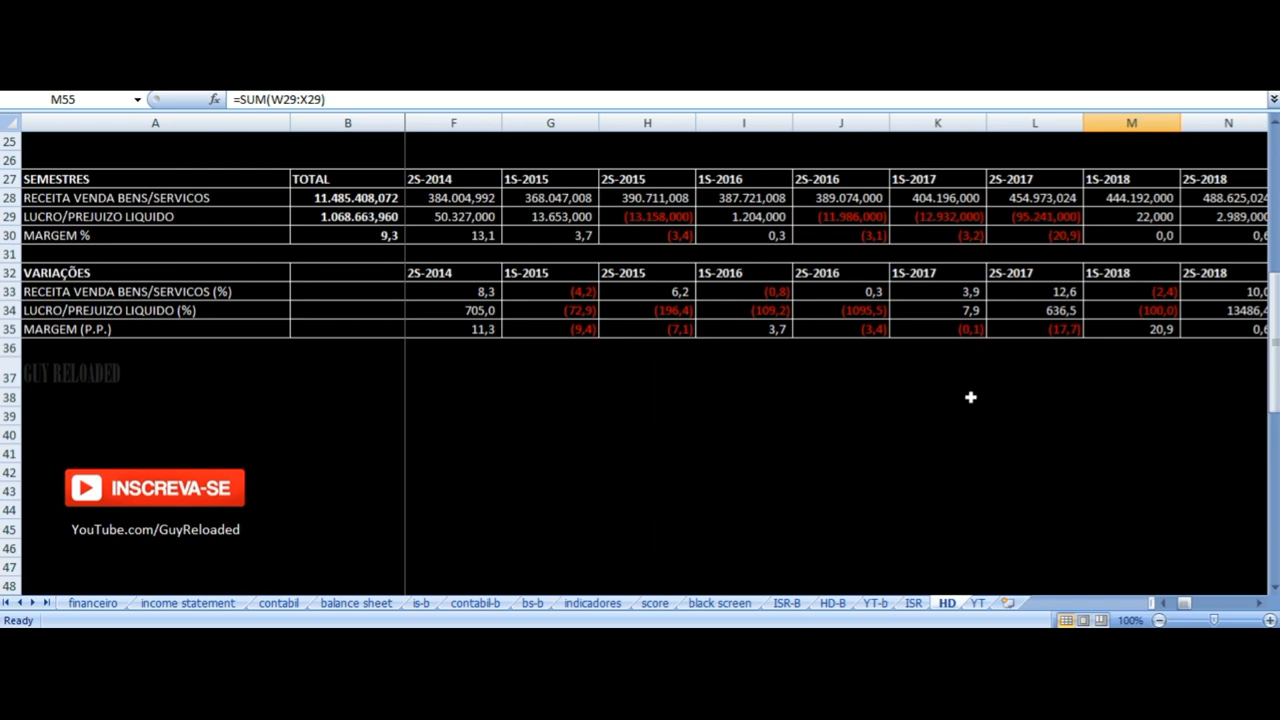 M55 fx =SUM(W29:X29)
A B F G H I J K L M N
25
26
27 SEMESTRES TOTAL 2S-2014 1S-2015 2S-2015 1S-2016 2S-2016 1S-2017 2S-2017 1S-2018 2S-2018
28 RECEITA VENDA BENS/SERVICOS 11.485.408,072 384.004,992 368.047,008 390.711,008 387.721,008 389.074,000 404.196,000 454.973,024 444.192,000 488.625,024
29 LUCRO/PREJUIZO LIQUIDO 1.068.663,960 50.327,000 13.653,000 (13.158,000) 1.204,000 (11.986,000) (12.932,000) (95.241,000) 22,000 2.989,000
30 MARGEM % 9,3 13,1 3,7 (3,4) 0,3 (3,1) (3,2) (20,9) 0,0 0,6
31
32 VARIAÇÕES 2S-2014 1S-2015 2S-2015 1S-2016 2S-2016 1S-2017 2S-2017 1S-2018 2S-2018
33 RECEITA VENDA BENS/SERVICOS (%) 8,3 (4,2) 6,2 (0,8) 0,3 3,9 12,6 (2,4) 10,0
34 LUCRO/PREJUIZO LIQUIDO (%) 705,0 (72,9) (196,4) (109,2) (1095,5) 7,9 636,5 (100,0) 13486,4
35 MARGEM (P.P.) 11,3 (9,4) (7,1) 3,7 (3,4) (0,1) (17,7) 20,9 0,6
36
37 GUY RELOADED
38
39
40
41
42
43 INSCREVA-SE
44
45 YouTube.com/GuyReloaded
46
47
48
financeiro income statement contabil balance sheet is-b contabil-b bs-b indicadores score black screen ISR-B HD-B YT-b ISR HD YT
Ready 100%